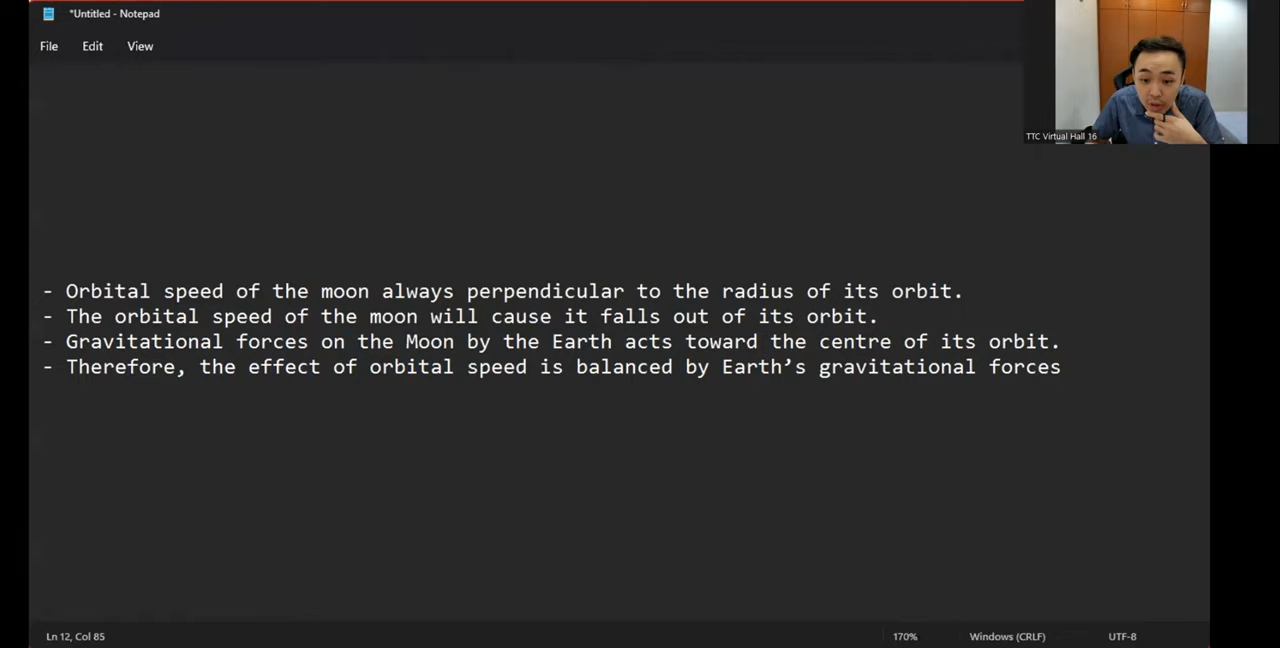 *Untitled - Notepad
File Edit View
TTC Virtual Hall 16
- Orbital speed of the moon always perpendicular to the radius of its orbit.
- The orbital speed of the moon will cause it falls out of its orbit.
- Gravitational forces on the Moon by the Earth acts toward the centre of its orbit.
- Therefore, the effect of orbital speed is balanced by Earth’s gravitational forces
Ln 12, Col 85 170% Windows (CRLF) UTF-8